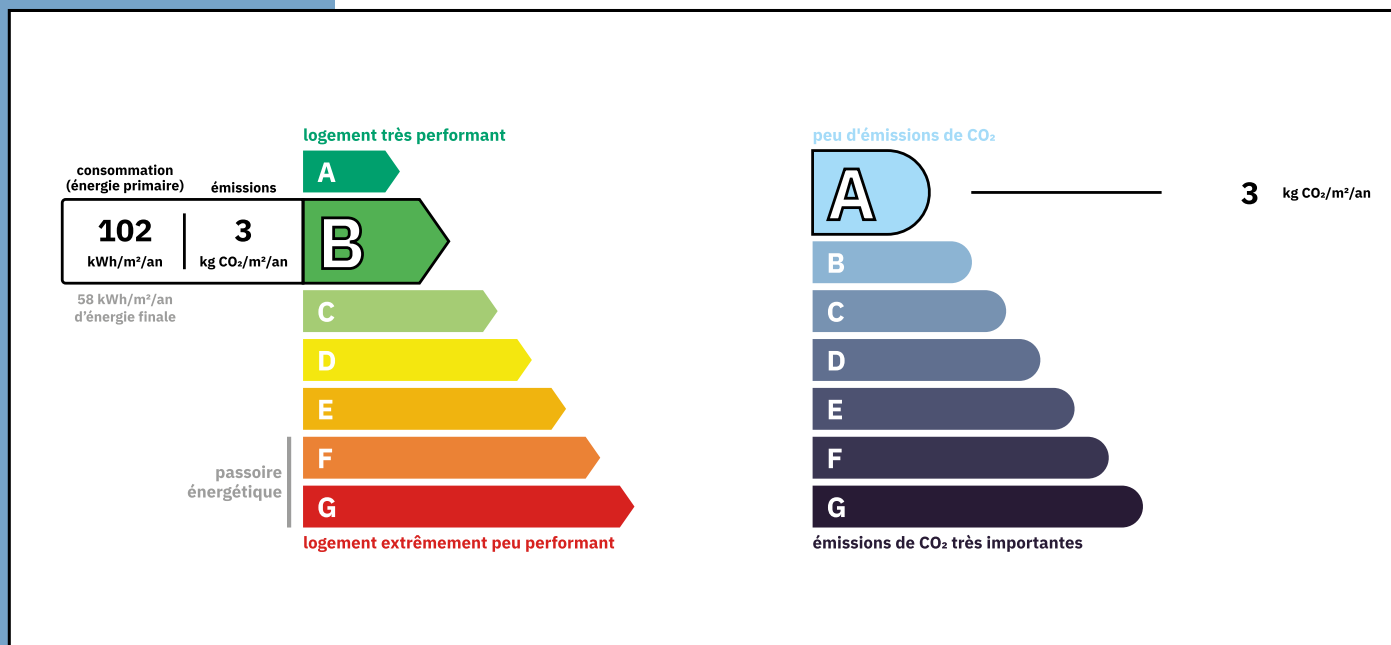 logement très performant
consommation
(énergie primaire)
émissions
102
kWh/m²/an
3
kg CO₂/m²/an
58 kWh/m²/an
d'énergie finale
A
B
C
D
E
F
G
passoire
énergétique
logement extrêmement peu performant
peu d'émissions de CO₂
A
3 kg CO₂/m²/an
B
C
D
E
F
G
émissions de CO₂ très importantes